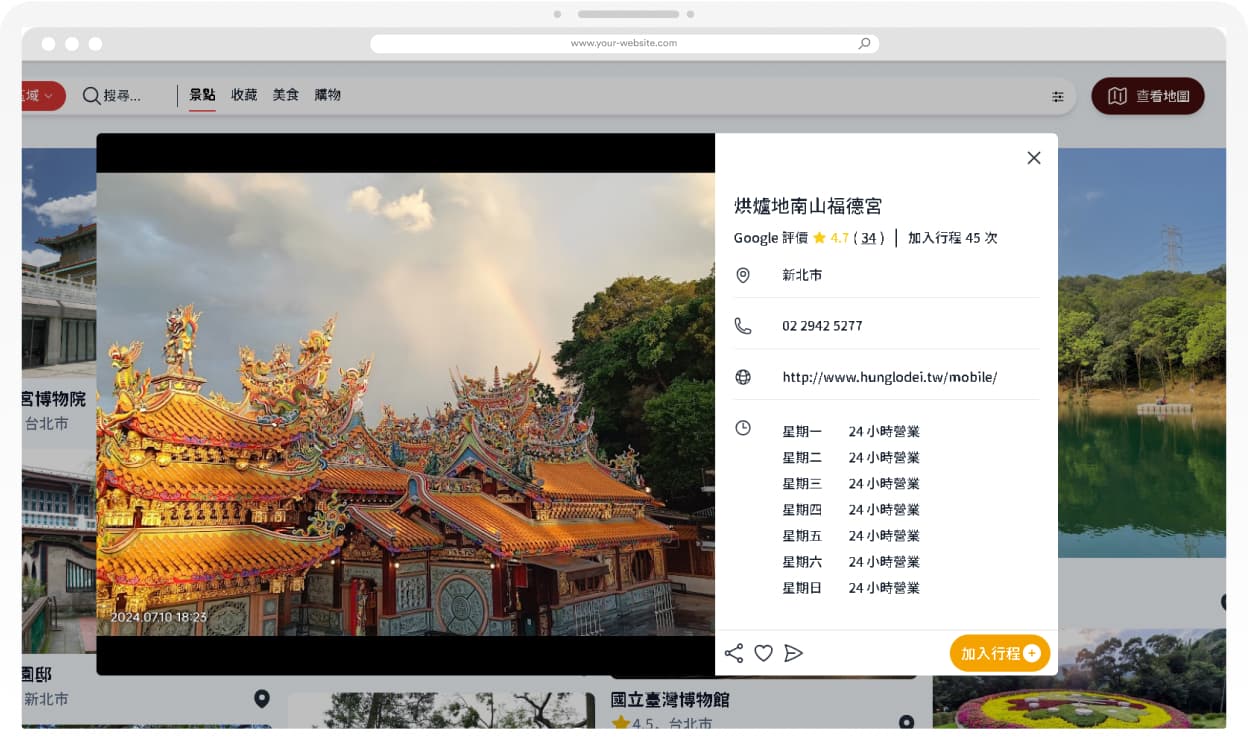 www.your-website.com
域
搜尋...
景點
收藏
美食
購物
查看地圖
烘爐地南山福德宮
Google 評價 4.7 ( 34 ) | 加入行程 45 次
新北市
02 2942 5277
http://www.hunglodei.tw/mobile/
星期一 24 小時營業
星期二 24 小時營業
星期三 24 小時營業
星期四 24 小時營業
星期五 24 小時營業
星期六 24 小時營業
星期日 24 小時營業
2024.07.10 18:23
加入行程
宮博物院
台北市
園邸
新北市
國立臺灣博物館
4.5, 台北市